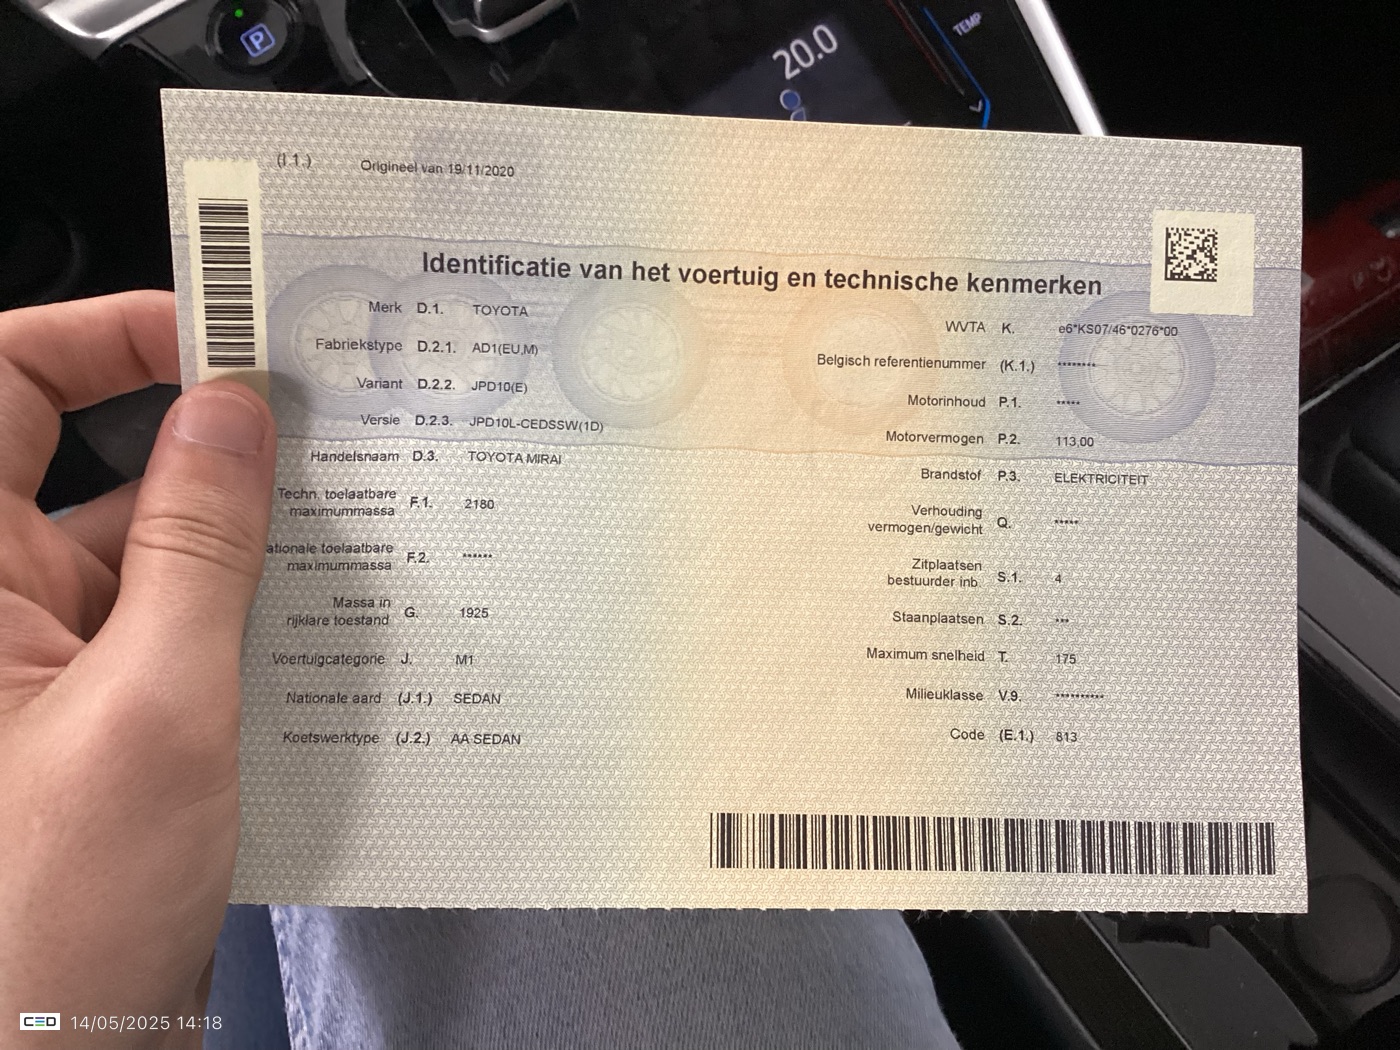 P
20.0
TEMP
(I.1.) Origineel van 19/11/2020
Identificatie van het voertuig en technische kenmerken
Merk D.1. TOYOTA
Fabriekstype D.2.1. AD1(EU,M)
Variant D.2.2. JPD10(E)
Versie D.2.3. JPD10L-CEDSSW(1D)
Handelsnaam D.3. TOYOTA MIRAI
Techn. toelaatbare
maximummassa F.1. 2180
ationale toelaatbare
maximummassa F.2. ******
Massa in
rijklare toestand G. 1925
Voertuigcategorie J. M1
Nationale aard (J.1.) SEDAN
Koetswerktype (J.2.) AA SEDAN
WVTA K. e6*KS07/46*0276*00
Belgisch referentienummer (K.1.) ********
Motorinhoud P.1. *****
Motorvermogen P.2. 113,00
Brandstof P.3. ELEKTRICITEIT
Verhouding
vermogen/gewicht Q. *****
Zitplaatsen
bestuurder inb. S.1. 4
Staanplaatsen S.2. ***
Maximum snelheid T. 175
Milieuklasse V.9. **********
Code (E.1.) 813
CED 14/05/2025 14:18